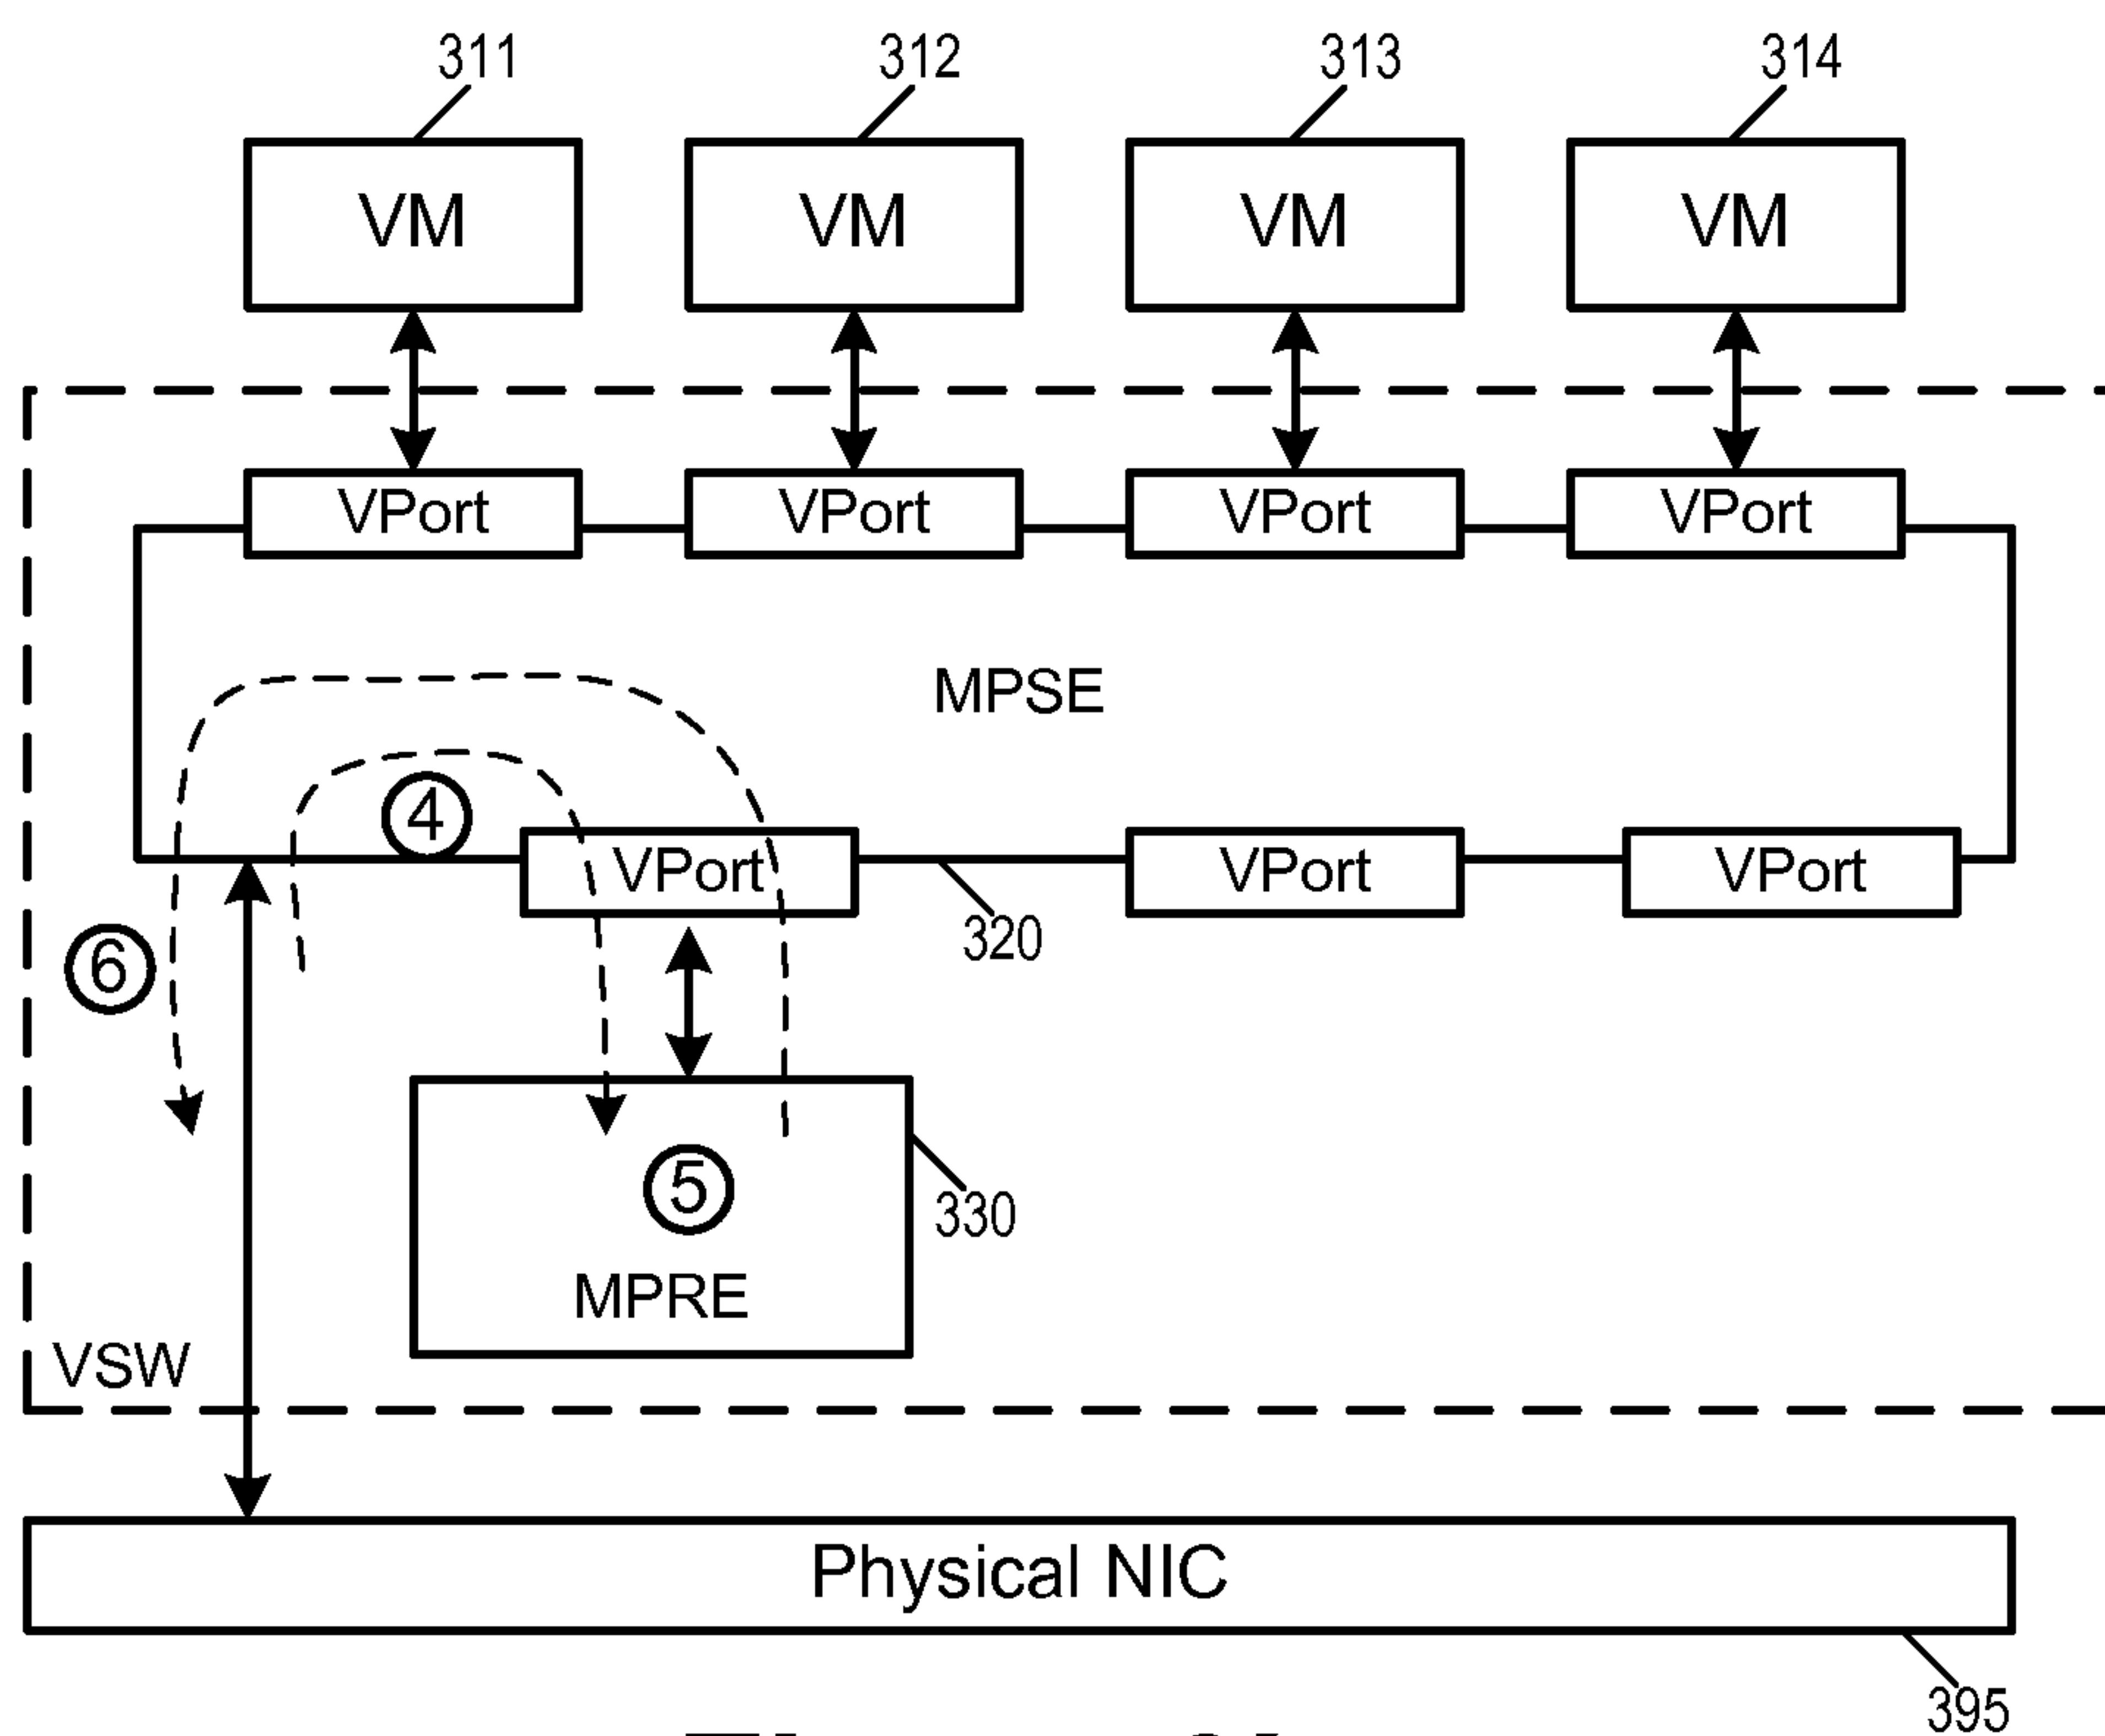 311 312 313 314
VM VM VM VM
VPort VPort VPort VPort
MPSE
4
VPort VPort VPort
320
6
5
330
MPRE
VSW
Physical NIC
395